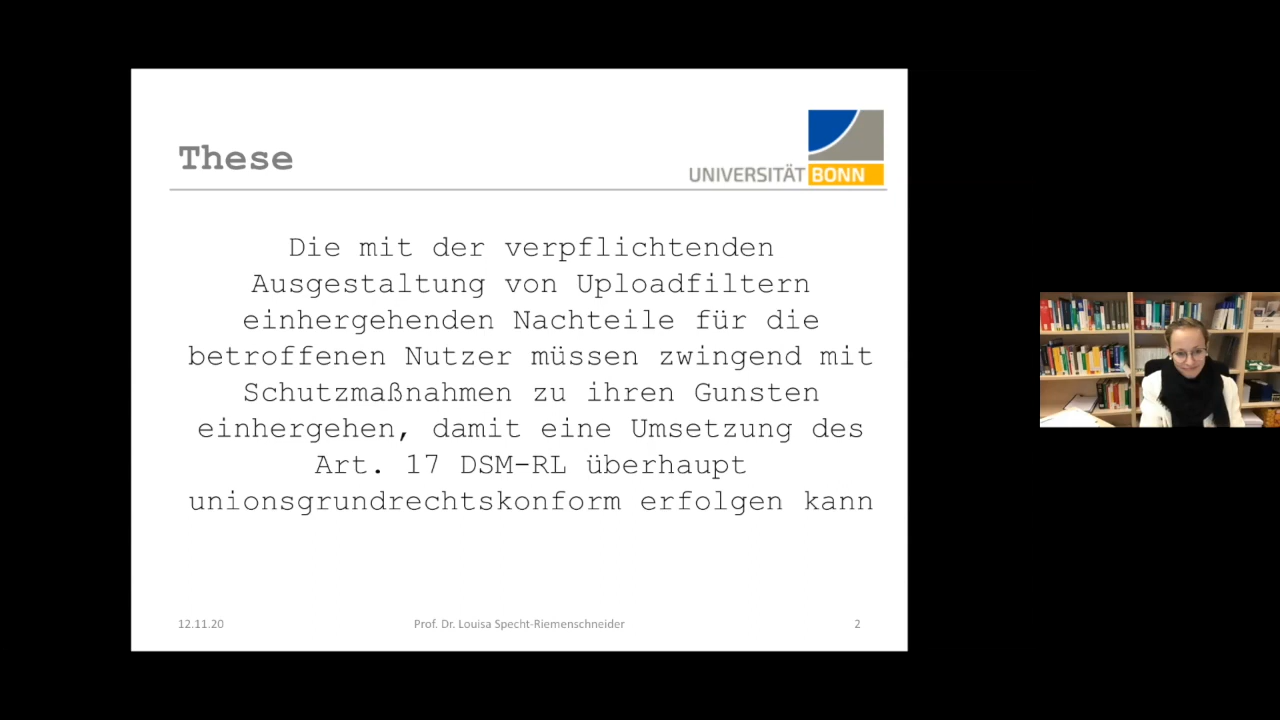 These
UNIVERSITÄT BONN
Die mit der verpflichtenden
Ausgestaltung von Uploadfiltern
einhergehenden Nachteile für die
betroffenen Nutzer müssen zwingend mit
Schutzmaßnahmen zu ihren Gunsten
einhergehen, damit eine Umsetzung des
Art. 17 DSM-RL überhaupt
unionsgrundrechtskonform erfolgen kann
12.11.20 Prof. Dr. Louisa Specht-Riemenschneider 2